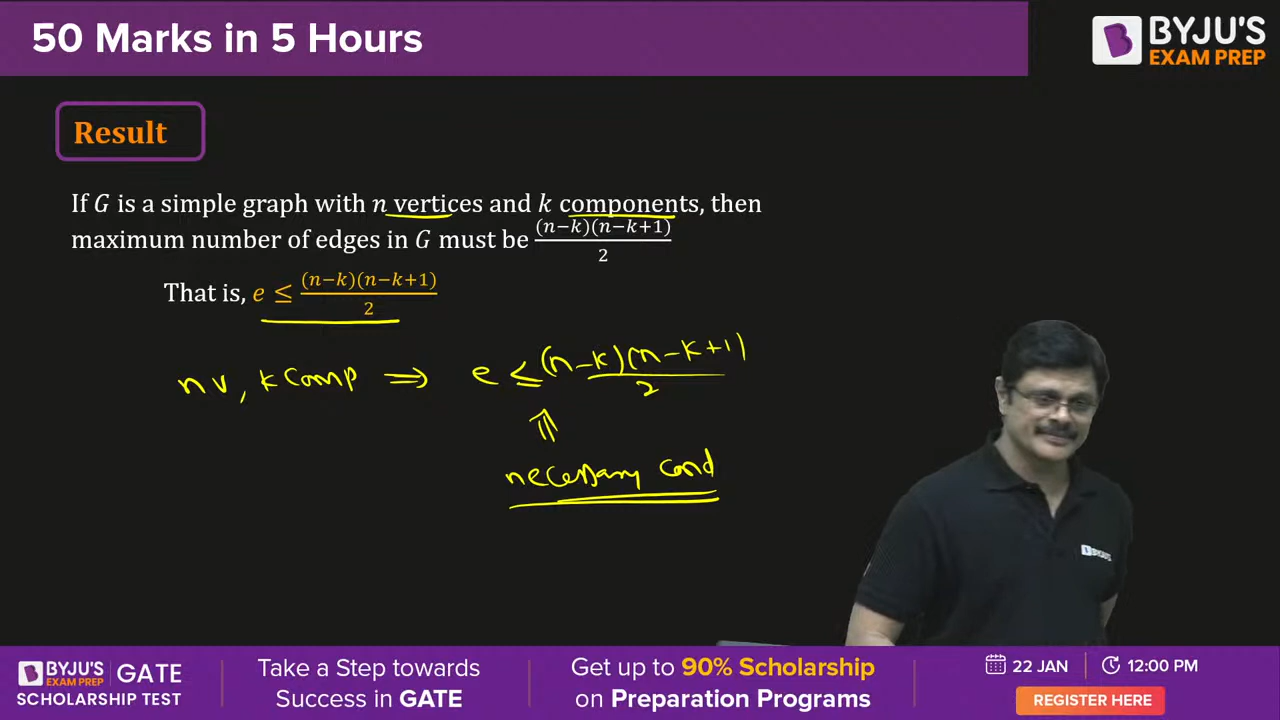 50 Marks in 5 Hours
BYJU'S
EXAM PREP
Result
If G is a simple graph with n vertices and k components, then
maximum number of edges in G must be (n−k)(n−k+1)/2
That is, e ≤ (n−k)(n−k+1)/2
n v, k comp ⇒ e ≤ (n−k)(n−k+1)/2
⇑
necessary cond
BYJU'S
BYJU'S
EXAM PREP
GATE
SCHOLARSHIP TEST
Take a Step towards
Success in GATE
Get up to 90% Scholarship
on Preparation Programs
22 JAN
12:00 PM
REGISTER HERE